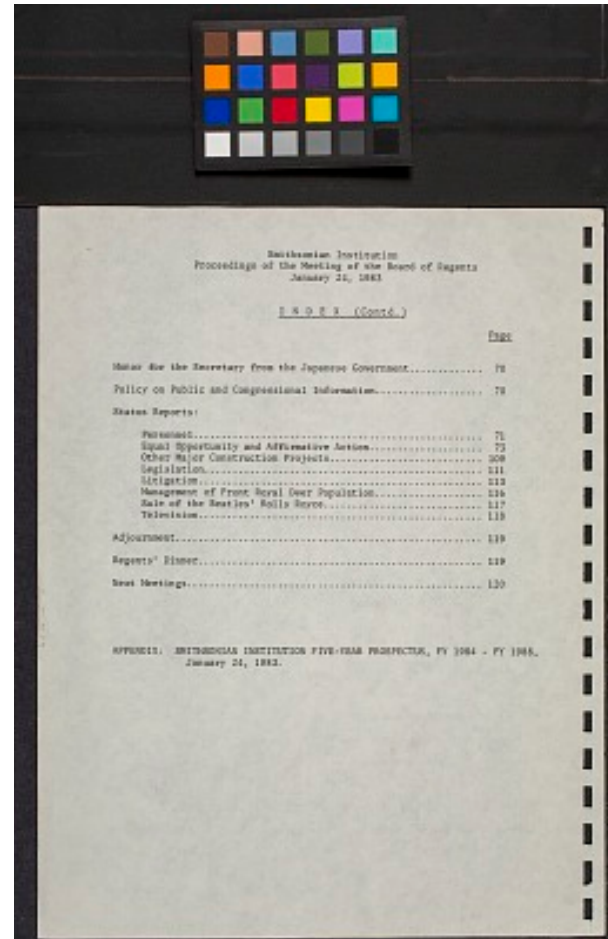 Smithsonian Institution
Proceedings of the Meeting of the Board of Regents
January 24, 1983
I N D E X (Contd.)
Page
Honor for the Secretary from the Japanese Government............. 70
Policy on Public and Congressional Information................... 70
Status Reports:
Personnel.................................................. 71
Equal Opportunity and Affirmative Action................... 73
Other Major Construction Projects.......................... 109
Legislation................................................ 111
Litigation................................................. 113
Management of Front Royal Deer Population.................. 116
Sale of the Beatles' Rolls Royce........................... 117
Television................................................. 118
Adjournment...................................................... 119
Regents' Dinner.................................................. 119
Next Meetings.................................................... 120
APPENDIX: SMITHSONIAN INSTITUTION FIVE-YEAR PROSPECTUS, FY 1984 - FY 1988,
January 24, 1983.